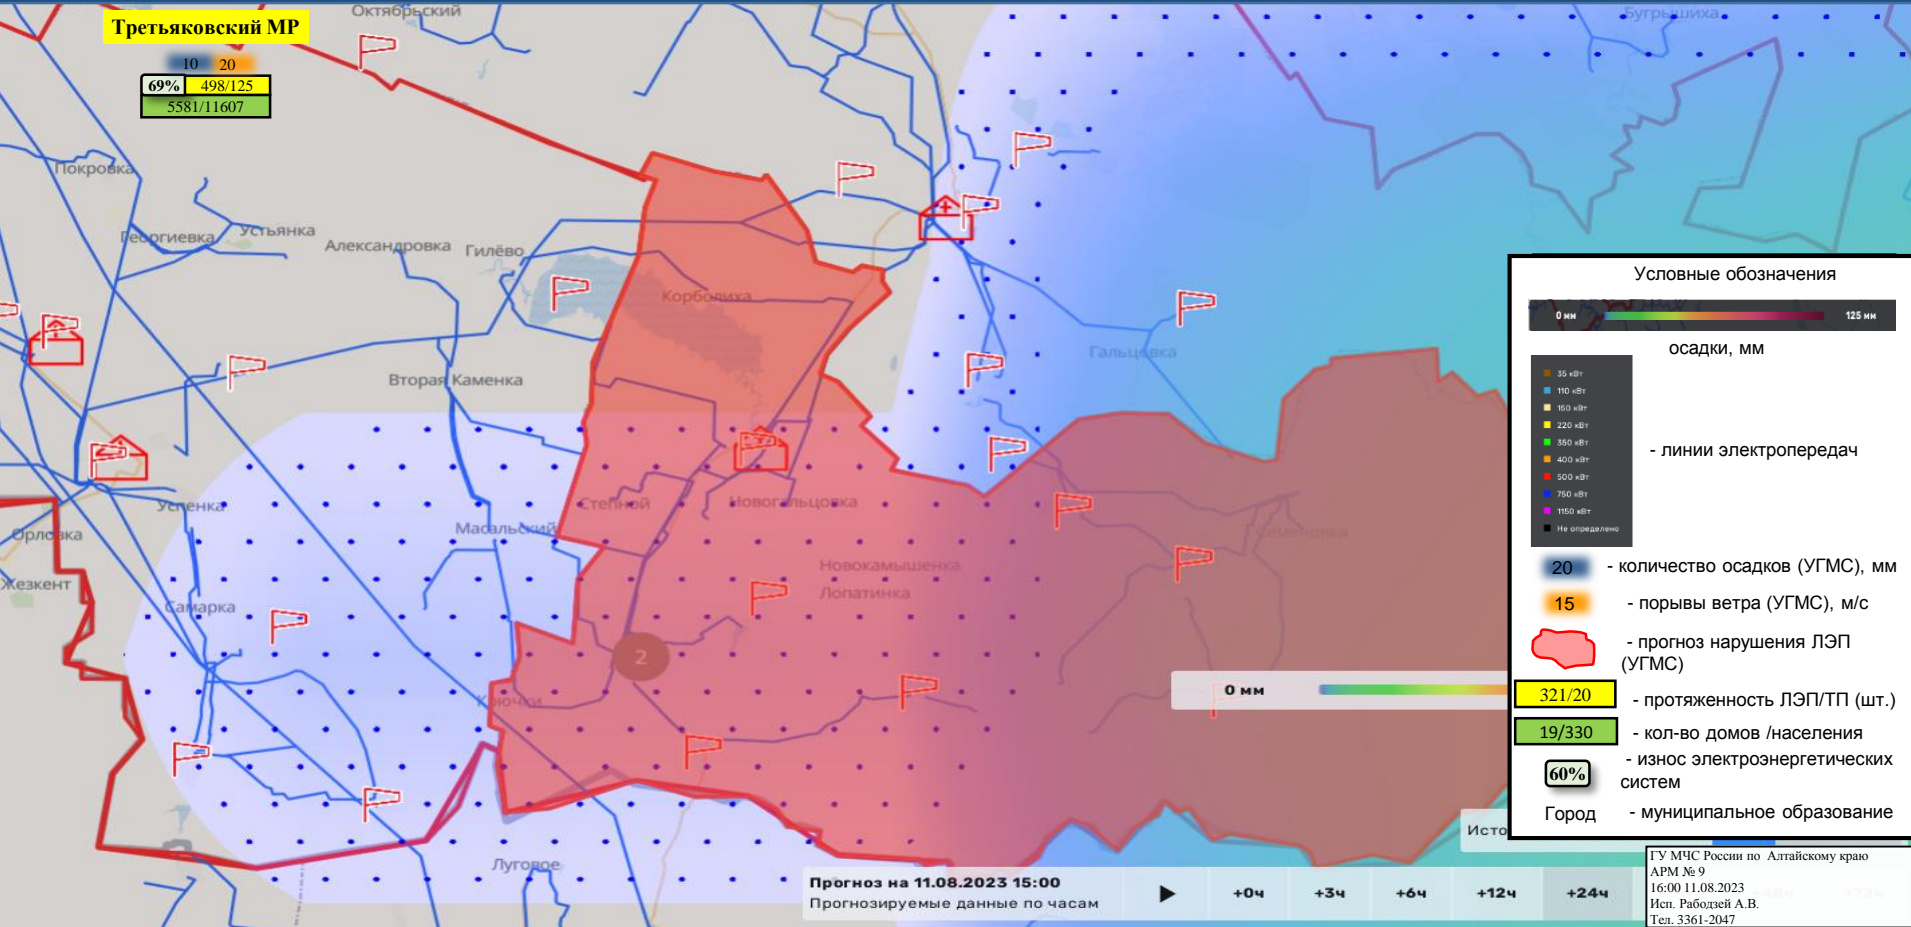 Октябрьский
Бугрышиха
Третьяковский МР
10 20
69% 498/125
5581/11607
Покровка
Георгиевка
Устьянка
Александровка
Гилёво
Корболиха
Гальцовка
Вторая Каменка
Успенка
Степной
Новогальцовка
Масальский
Орловка
Жезкент
Новокамышенка
Лопатинка
Самарка
2
Крючки
Луговое
0 мм
Исто
Прогноз на 11.08.2023 15:00
Прогнозируемые данные по часам
+0ч +3ч +6ч +12ч +24ч
Условные обозначения
0 мм 125 мм
осадки, мм
35 кВт
110 кВт
150 кВт
220 кВт
350 кВт
400 кВт
500 кВт
750 кВт
1150 кВт
Не определено
- линии электропередач
20 - количество осадков (УГМС), мм
15 - порывы ветра (УГМС), м/с
- прогноз нарушения ЛЭП
(УГМС)
321/20 - протяженность ЛЭП/ТП (шт.)
19/330 - кол-во домов /населения
60% - износ электроэнергетических
систем
Город - муниципальное образование
ГУ МЧС России по Алтайскому краю
АРМ № 9
16:00 11.08.2023
Исп. Рабодзей А.В.
Тел. 3361-2047